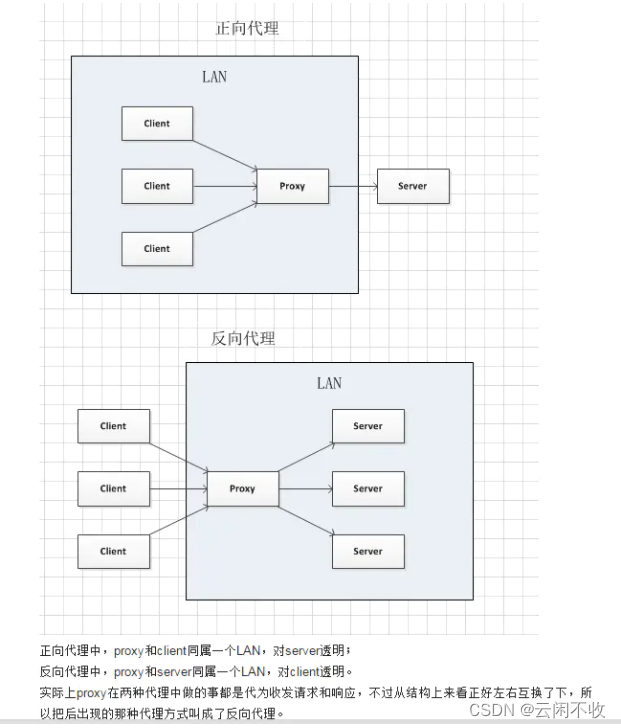 正向代理
LAN
Client
Client
Proxy
Server
Client
反向代理
LAN
Client
Server
Client
Proxy
Server
Client
Server
正向代理中，proxy和client同属一个LAN，对server透明；
反向代理中，proxy和server同属一个LAN，对client透明。
实际上proxy在两种代理中做的事都是代为收发请求和响应，不过从结构上来看正好左右互换了下，所
以把后出现的那种代理方式叫成了反向代理。
CSDN @云闲不收